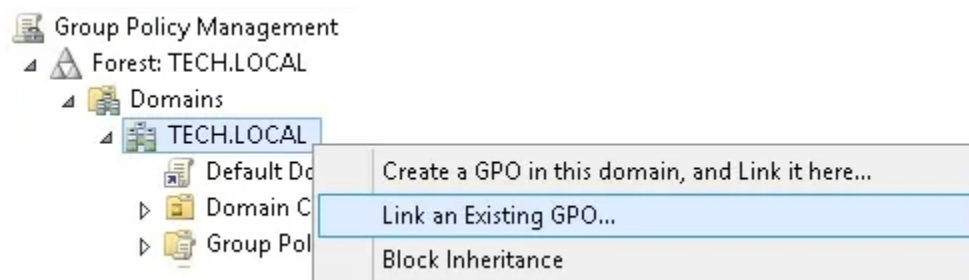 Group Policy Management
Forest: TECH.LOCAL
Domains
TECH.LOCAL
Default Do
Create a GPO in this domain, and Link it here...
Domain C
Link an Existing GPO...
Group Pol
Block Inheritance